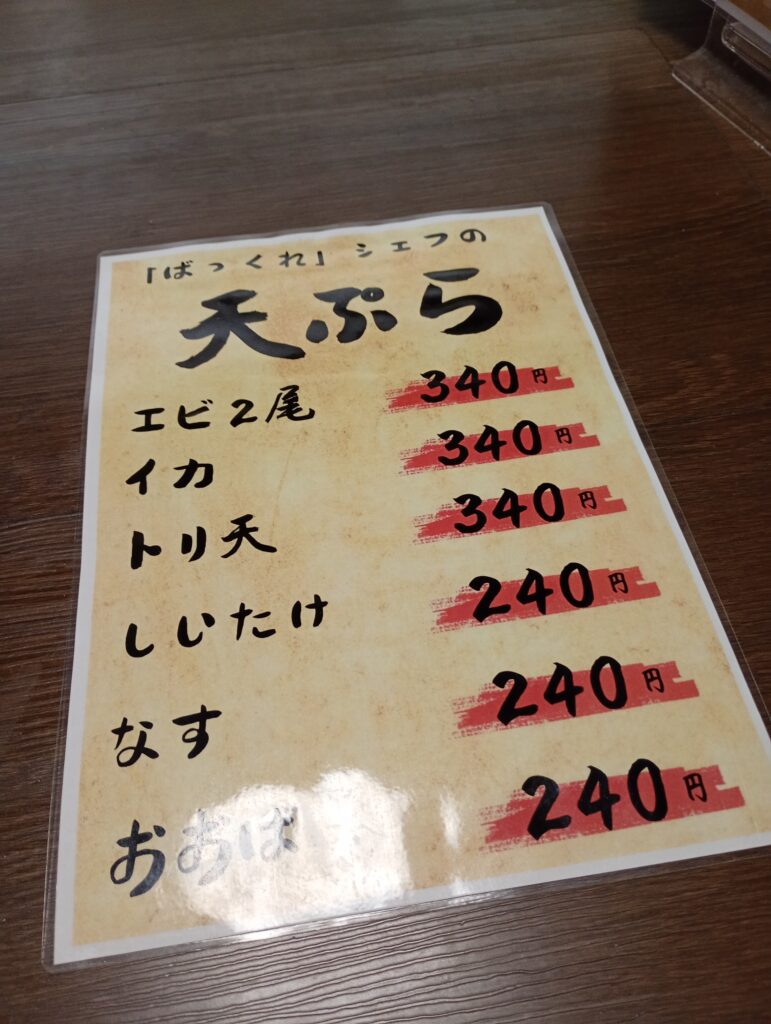 「ばっくれ」シェフの
天ぷら
エビ2尾 340円
イカ 340円
トリ天 340円
しいたけ 240円
なす 240円
おおば 240円